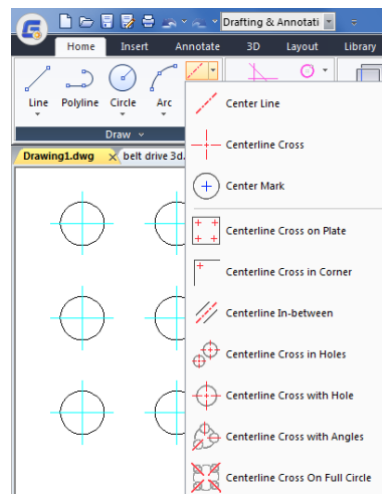 Drafting & Annotati
Home Insert Annotate 3D Layout Library
Line Polyline Circle Arc
Draw
Drawing1.dwg belt drive 3d.
Center Line
Centerline Cross
Center Mark
Centerline Cross on Plate
Centerline Cross in Corner
Centerline In-between
Centerline Cross in Holes
Centerline Cross with Hole
Centerline Cross with Angles
Centerline Cross On Full Circle